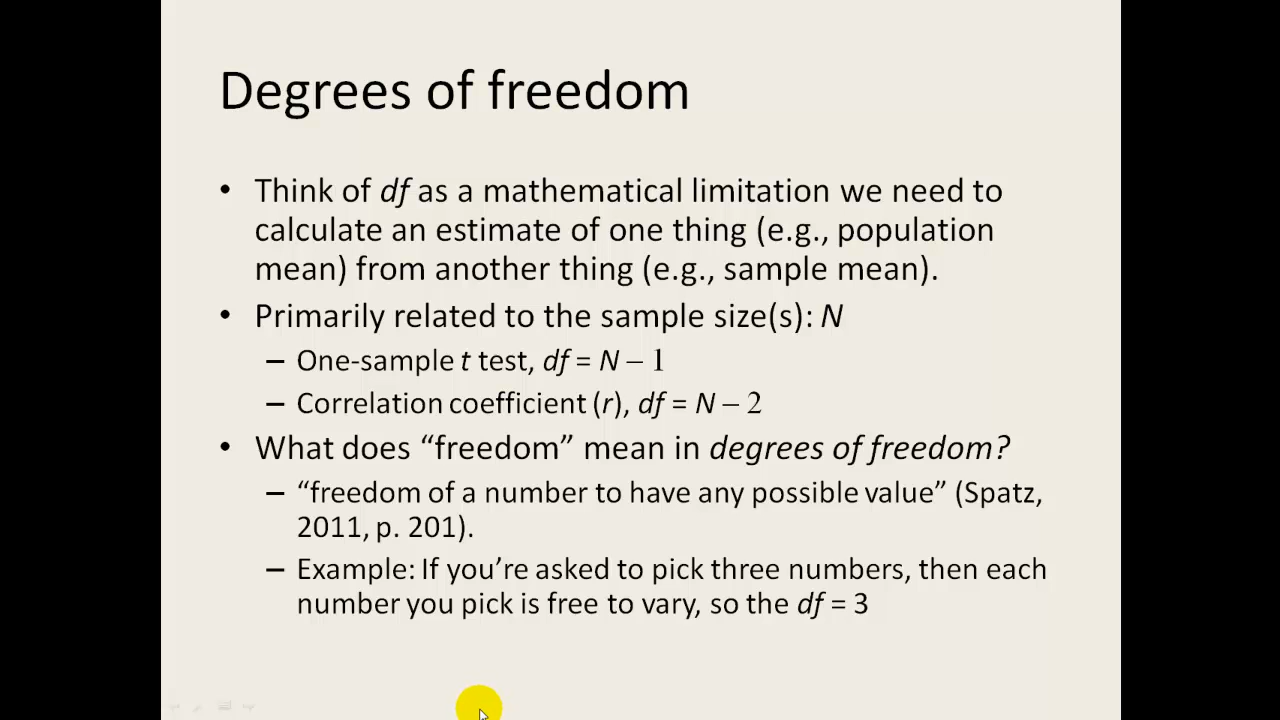 Degrees of freedom
• Think of df as a mathematical limitation we need to
calculate an estimate of one thing (e.g., population
mean) from another thing (e.g., sample mean).
• Primarily related to the sample size(s): N
– One-sample t test, df = N – 1
– Correlation coefficient (r), df = N – 2
• What does “freedom” mean in degrees of freedom?
– “freedom of a number to have any possible value” (Spatz,
2011, p. 201).
– Example: If you’re asked to pick three numbers, then each
number you pick is free to vary, so the df = 3